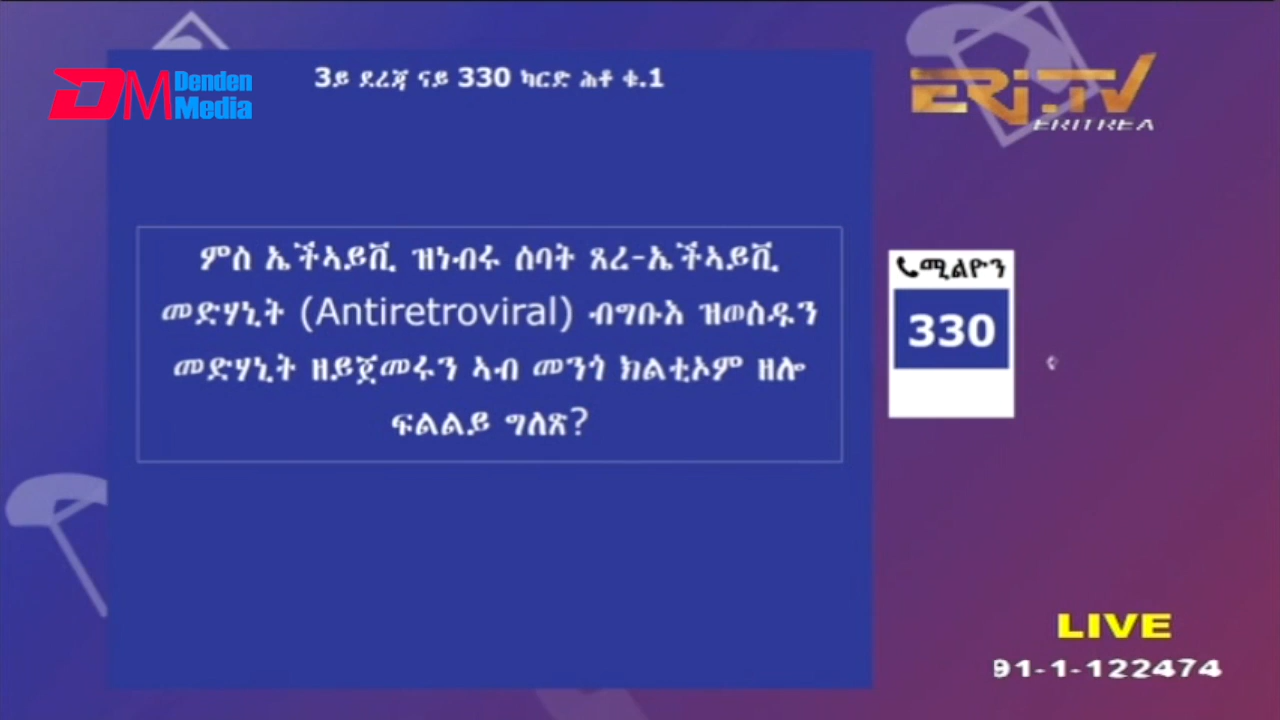 DM Denden
Media
3ይ ደረጃ ናይ 330 ካርድ ሕቶ ቁ.1
ERi-TV
ERITREA
ምስ ኤችኣይቪ ዝነብሩ ሰባት ጸረ-ኤችኣይቪ
መድሃኒት (Antiretroviral) ብግቡእ ዝወስዱን
መድሃኒት ዘይጀመሩን ኣብ መንጎ ክልቲኦም ዘሎ
ፍልልይ ግለጽ?
ሚልዮን
330
LIVE
91-1-122474